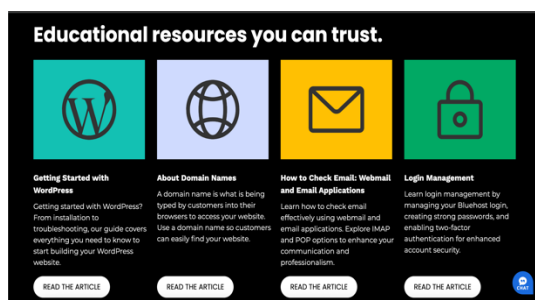 Educational resources you can trust.
Getting Started with
WordPress
Getting started with WordPress?
From installation to
troubleshooting, our guide covers
everything you need to know to
start building your WordPress
website.
READ THE ARTICLE
About Domain Names
A domain name is what is being
typed by customers into their
browsers to access your website.
Use a domain name so customers
can easily find your website.
READ THE ARTICLE
How to Check Email: Webmail
and Email Applications
Learn how to check email
effectively using webmail and
email applications. Explore IMAP
and POP options to enhance your
communication and
professionalism.
READ THE ARTICLE
Login Management
Learn login management by
managing your Bluehost login,
creating strong passwords, and
enabling two-factor
authentication for enhanced
account security.
READ THE ARTICLE
CHAT